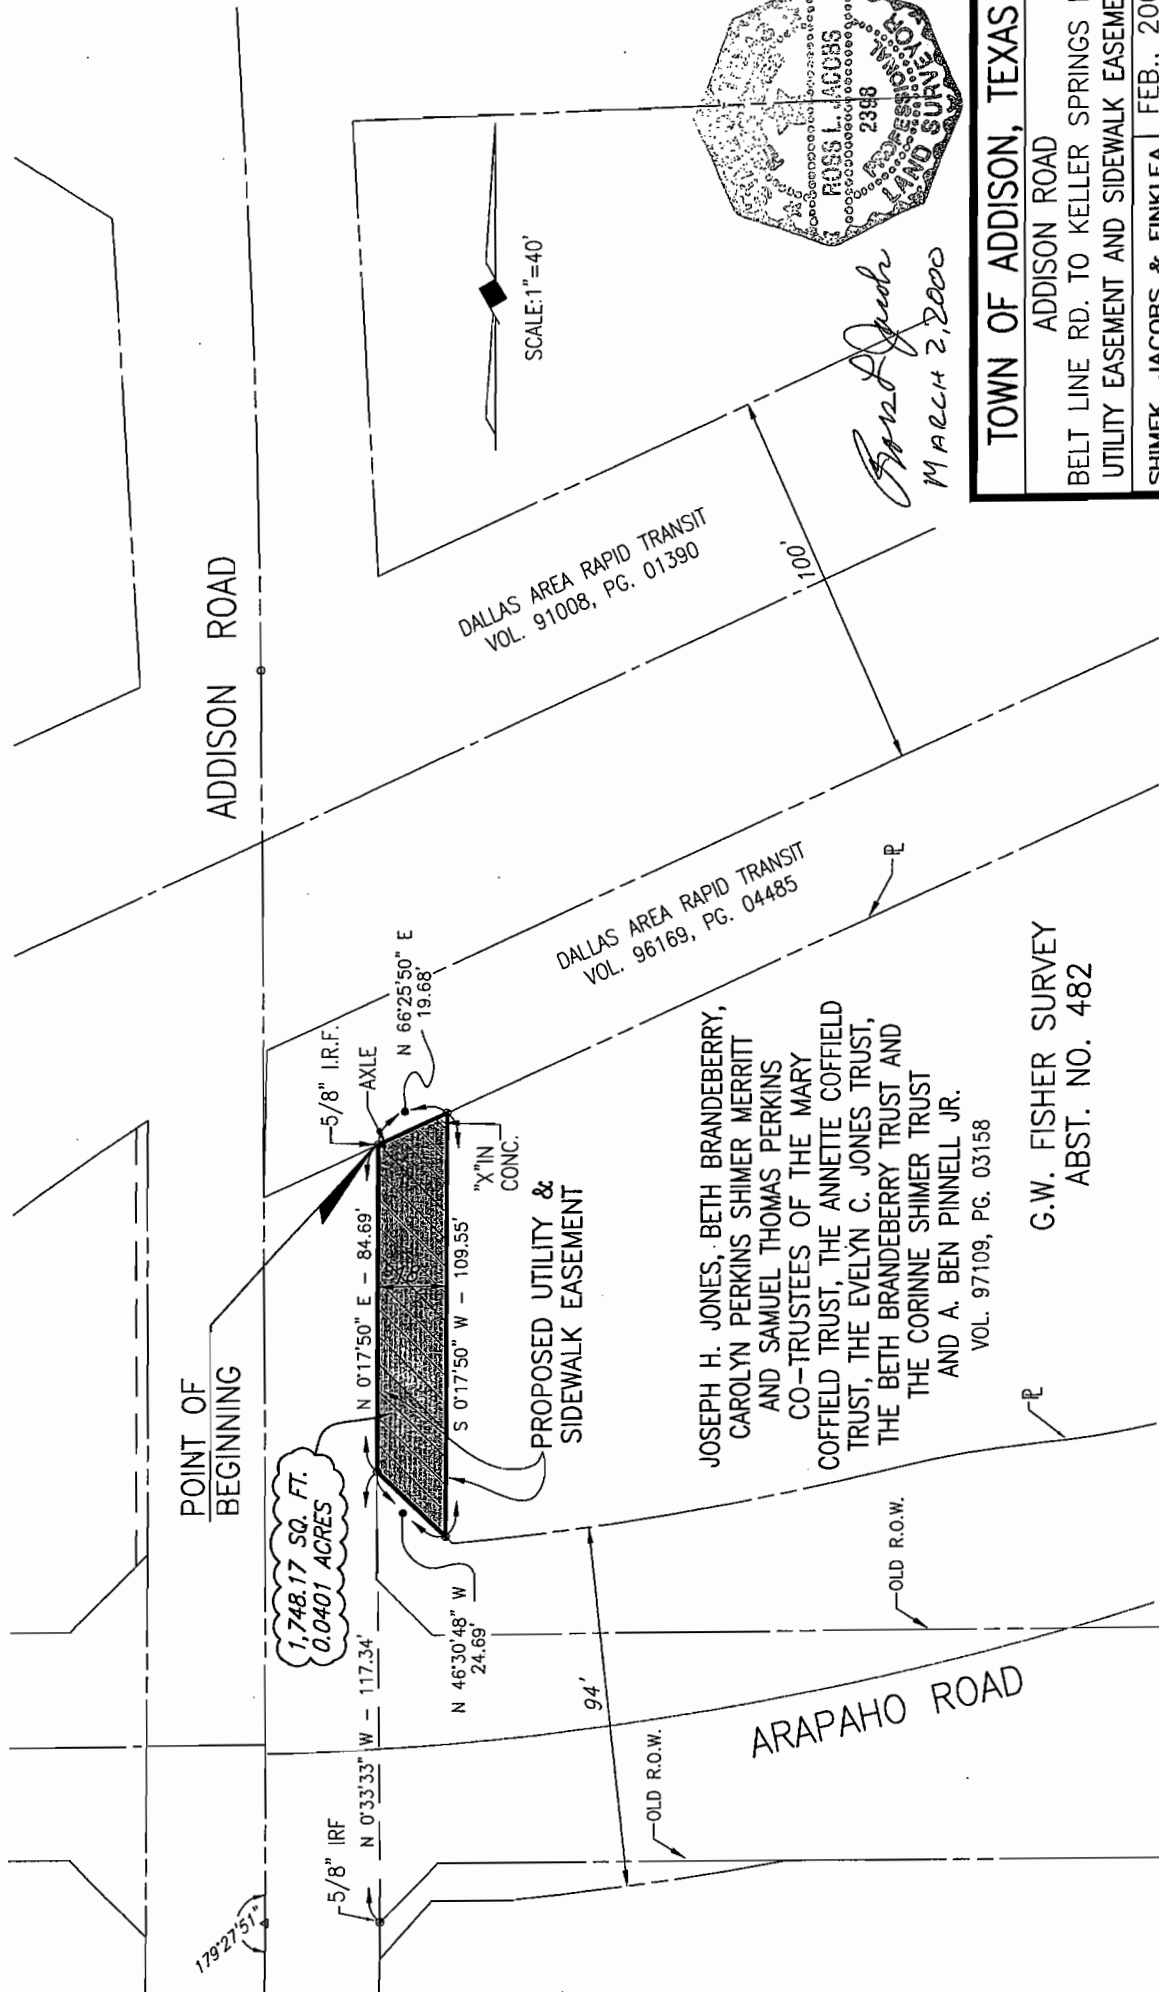 ADDISON ROAD
POINT OF
BEGINNING
1,748.17 SQ. FT.
0.0401 ACRES
5/8" I.R.F.
AXLE
N 66°25'50" E
19.68'
N 0°17'50" E - 84.69'
"X"IN
CONC.
S 0°17'50" W - 109.55'
PROPOSED UTILITY &
SIDEWALK EASEMENT
N 46°30'48" W
24.69'
N 0°33'33" W - 117.34'
5/8" IRF
179°27'51"
SCALE:1"=40'
DALLAS AREA RAPID TRANSIT
VOL. 91008, PG. 01390
100'
DALLAS AREA RAPID TRANSIT
VOL. 96169, PG. 04485
PL
JOSEPH H. JONES, BETH BRANDEBERRY,
CAROLYN PERKINS SHIMER MERRITT
AND SAMUEL THOMAS PERKINS
CO-TRUSTEES OF THE MARY
COFFIELD TRUST, THE ANNETTE COFFIELD
TRUST, THE EVELYN C. JONES TRUST,
THE BETH BRANDEBERRY TRUST AND
THE CORINNE SHIMER TRUST
AND A. BEN PINNELL JR.
VOL. 97109, PG. 03158
G.W. FISHER SURVEY
ABST. NO. 482
PL
94'
OLD R.O.W.
OLD R.O.W.
ARAPAHO ROAD
ROSS L. JACOBS
2398
PROFESSIONAL
LAND SURVEYOR
Ross L Jacobs
MARCH 2, 2000
TOWN OF ADDISON, TEXAS
ADDISON ROAD
BELT LINE RD. TO KELLER SPRINGS
UTILITY EASEMENT AND SIDEWALK EASEME
SHIMEK, JACOBS & FINKLEA
FEB., 200